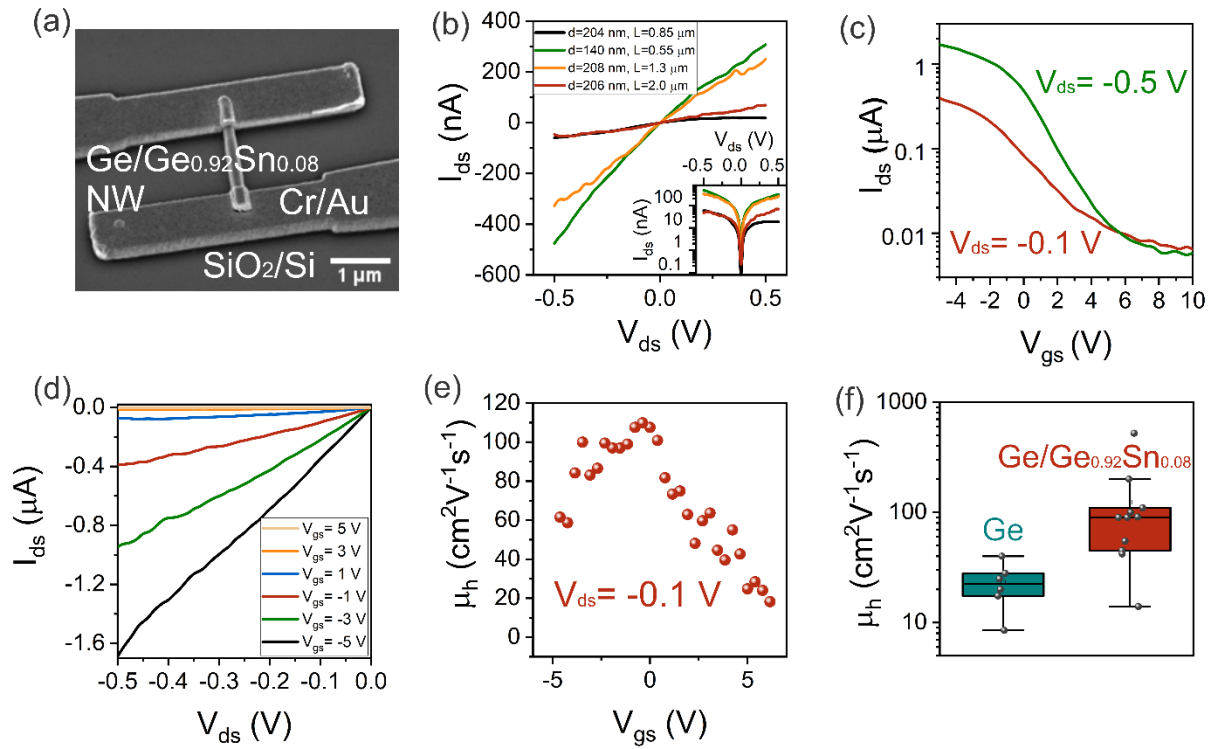 (a)
Ge/Ge0.92Sn0.08
NW
Cr/Au
SiO2/Si
1 μm
(b)
d=204 nm, L=0.85 μm
d=140 nm, L=0.55 μm
d=208 nm, L=1.3 μm
d=206 nm, L=2.0 μm
600
400
200
0
-200
-400
-600
Ids (nA)
-0.5
0.0
0.5
Vds (V)
Vds (V)
-0.5 0.0 0.5
100
10
1
0.1
Ids (nA)
(c)
Vds= -0.5 V
Vds= -0.1 V
1
0.1
0.01
Ids (μA)
-4 -2 0 2 4 6 8 10
Vgs (V)
(d)
0.0
-0.4
-0.8
-1.2
-1.6
Ids (μA)
Vgs= 5 V
Vgs= 3 V
Vgs= 1 V
Vgs= -1 V
Vgs= -3 V
Vgs= -5 V
-0.5 -0.4 -0.3 -0.2 -0.1 0.0
Vds (V)
(e)
120
100
80
60
40
20
0
μh (cm2V-1s-1)
Vds= -0.1 V
-5 0 5
Vgs (V)
(f)
1000
100
10
μh (cm2V-1s-1)
Ge
Ge/Ge0.92Sn0.08